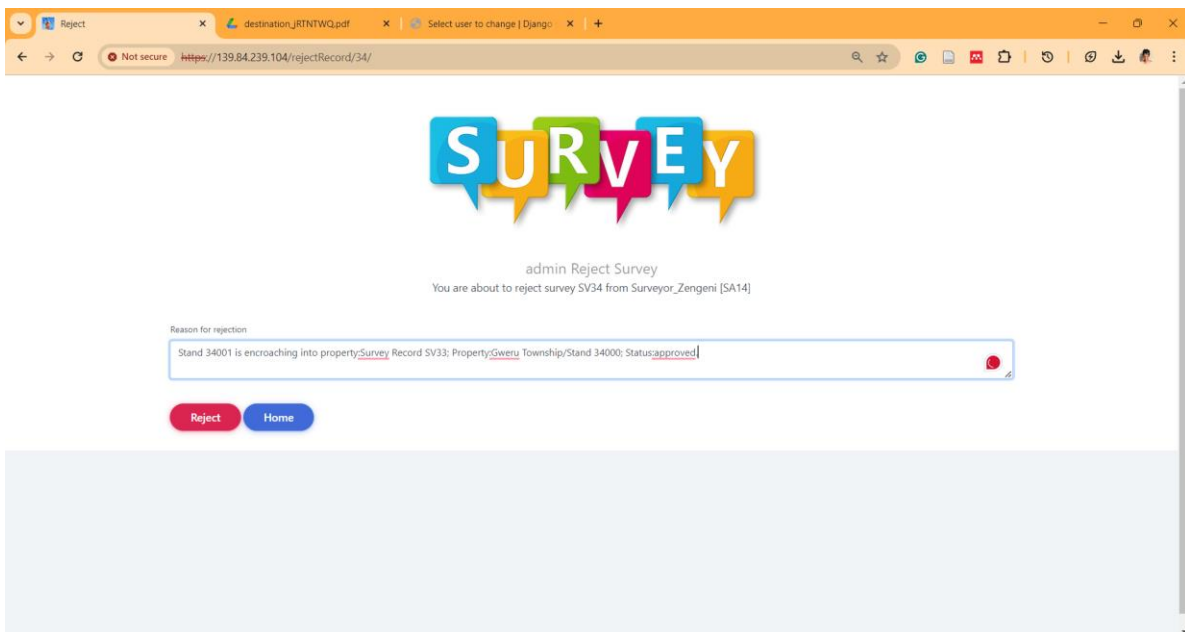 Reject
destination_jRTNTWQ.pdf
Select user to change | Django
Not secure
https://139.84.239.104/rejectRecord/34/
SURVEY
admin Reject Survey
You are about to reject survey SV34 from Surveyor_Zengeni [SA14]
Reason for rejection
Stand 34001 is encroaching into property:Survey Record SV33; Property:Gweru Township/Stand 34000; Status:approved.
Reject Home